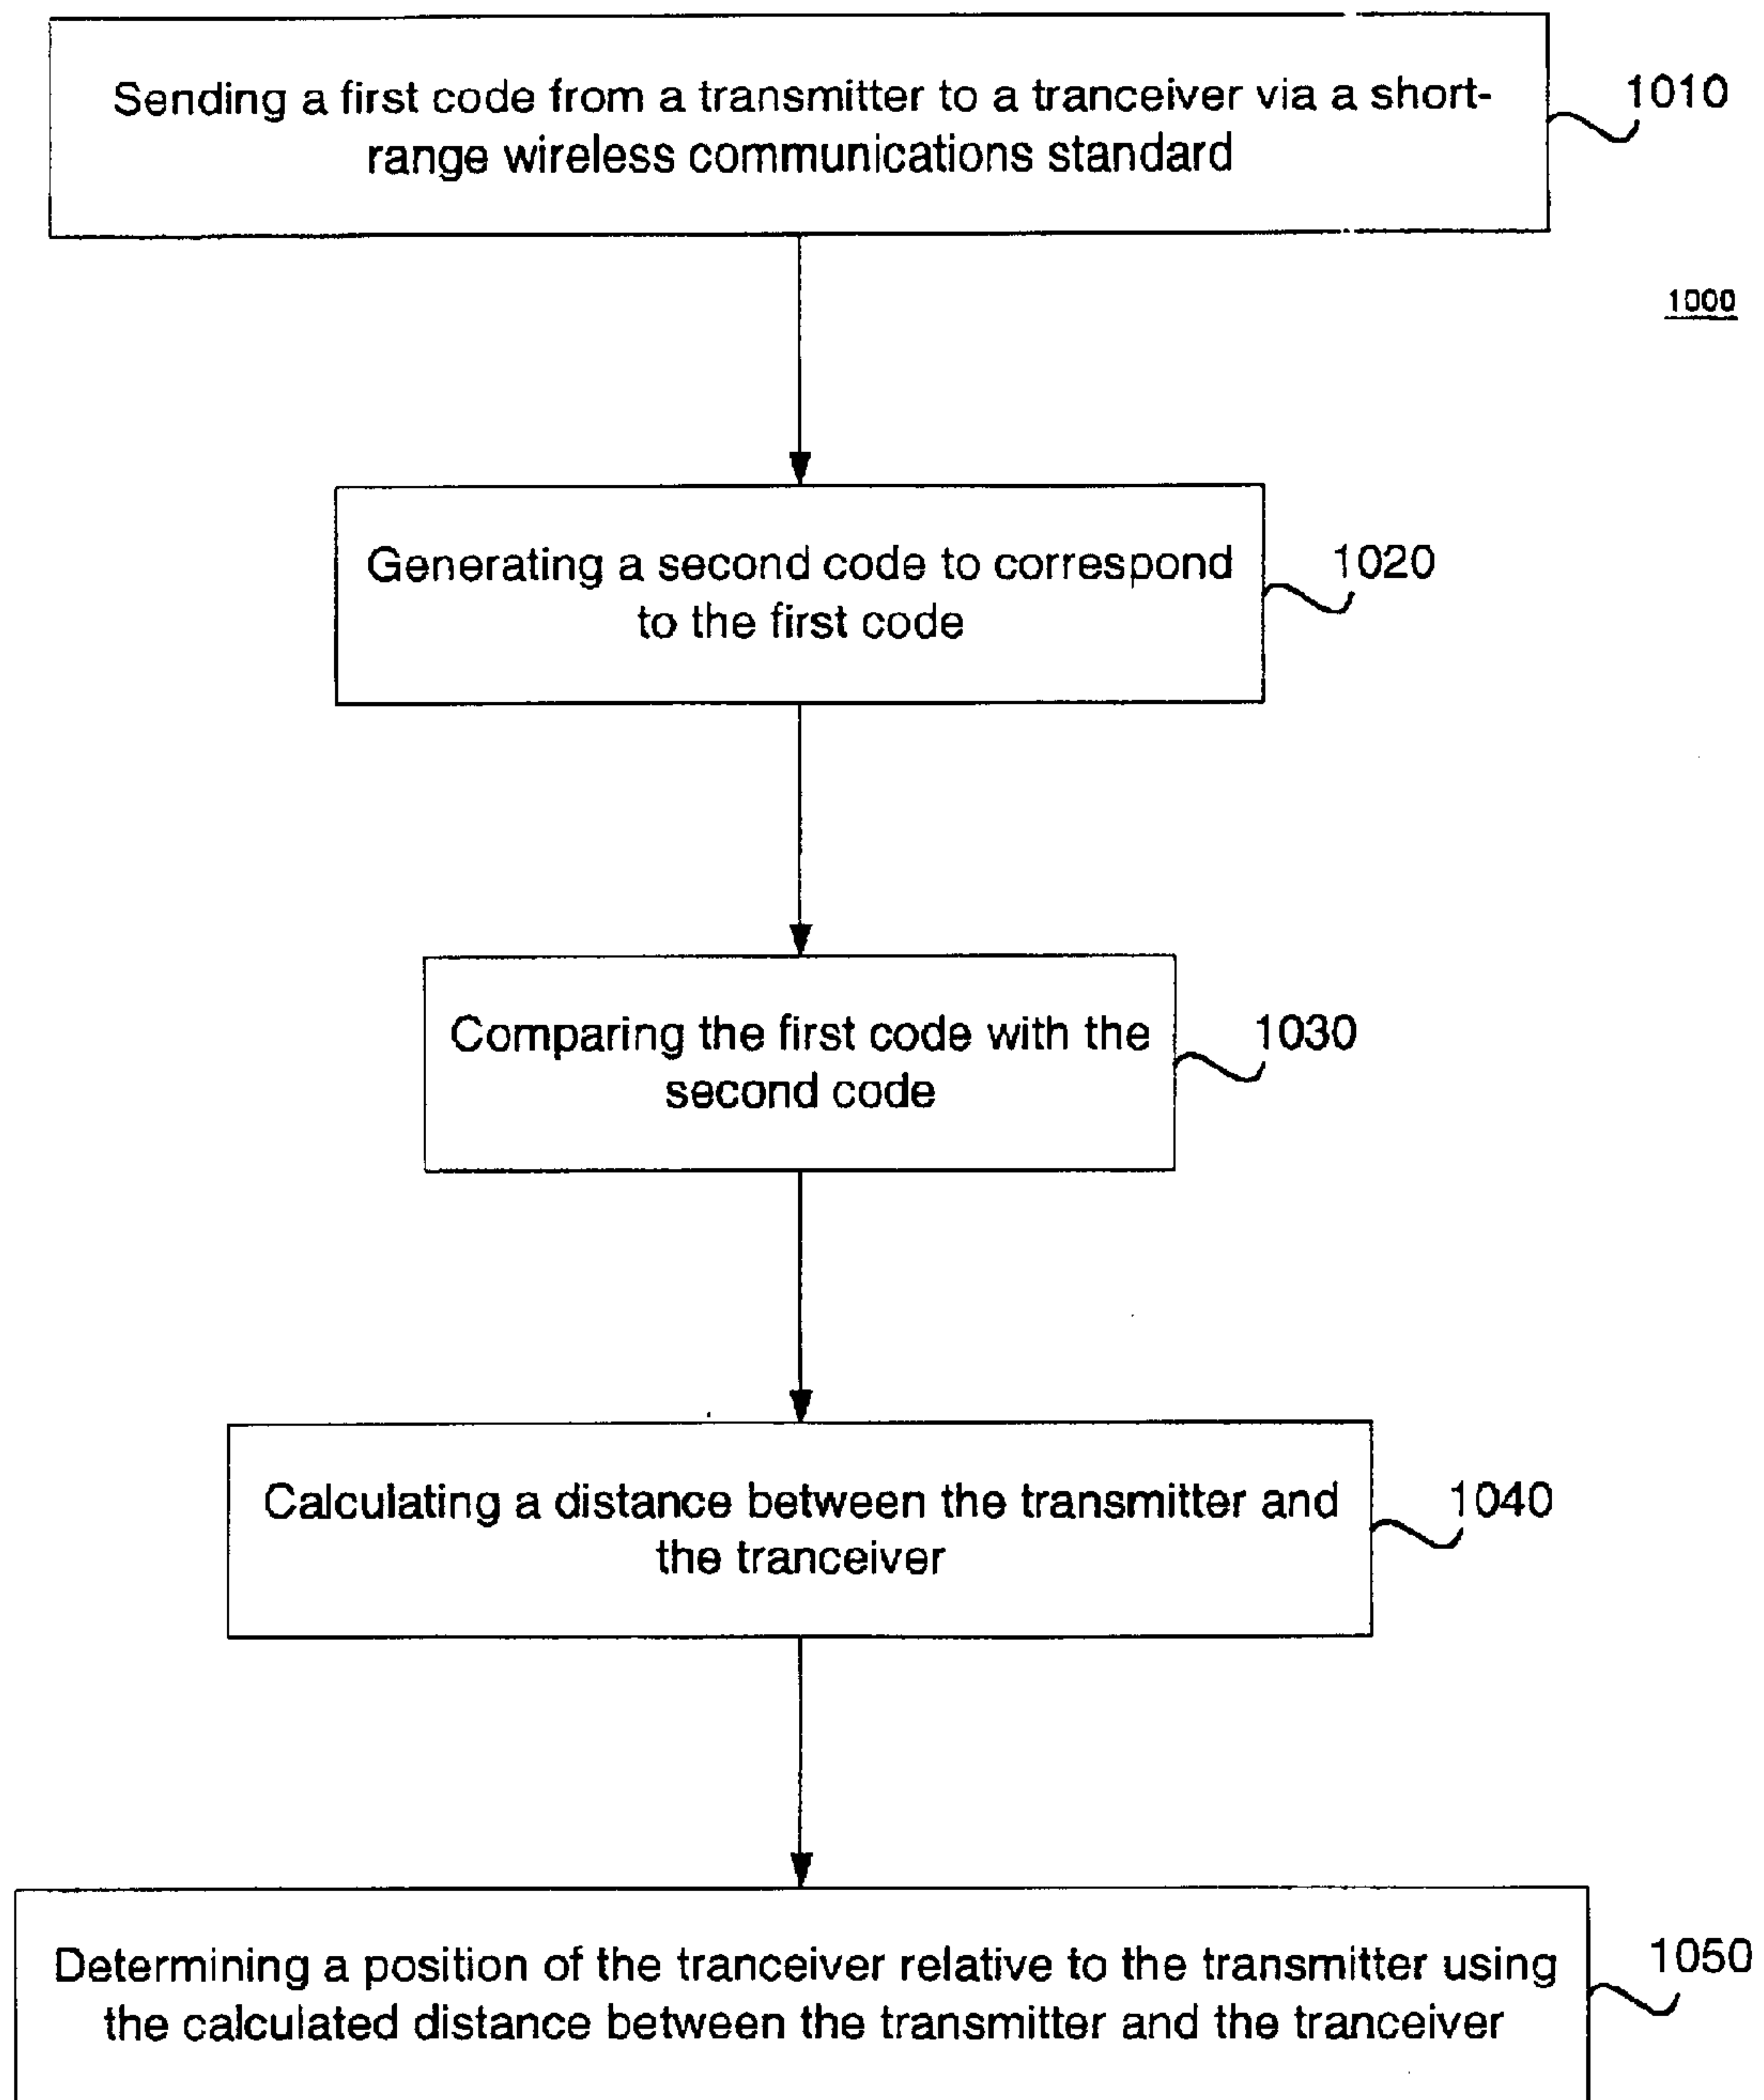 Sending a first code from a transmitter to a tranceiver via a short-
range wireless communications standard
1010
1000
Generating a second code to correspond
to the first code
1020
Comparing the first code with the
second code
1030
Calculating a distance between the transmitter and
the tranceiver
1040
Determining a position of the tranceiver relative to the transmitter using
the calculated distance between the transmitter and the tranceiver
1050